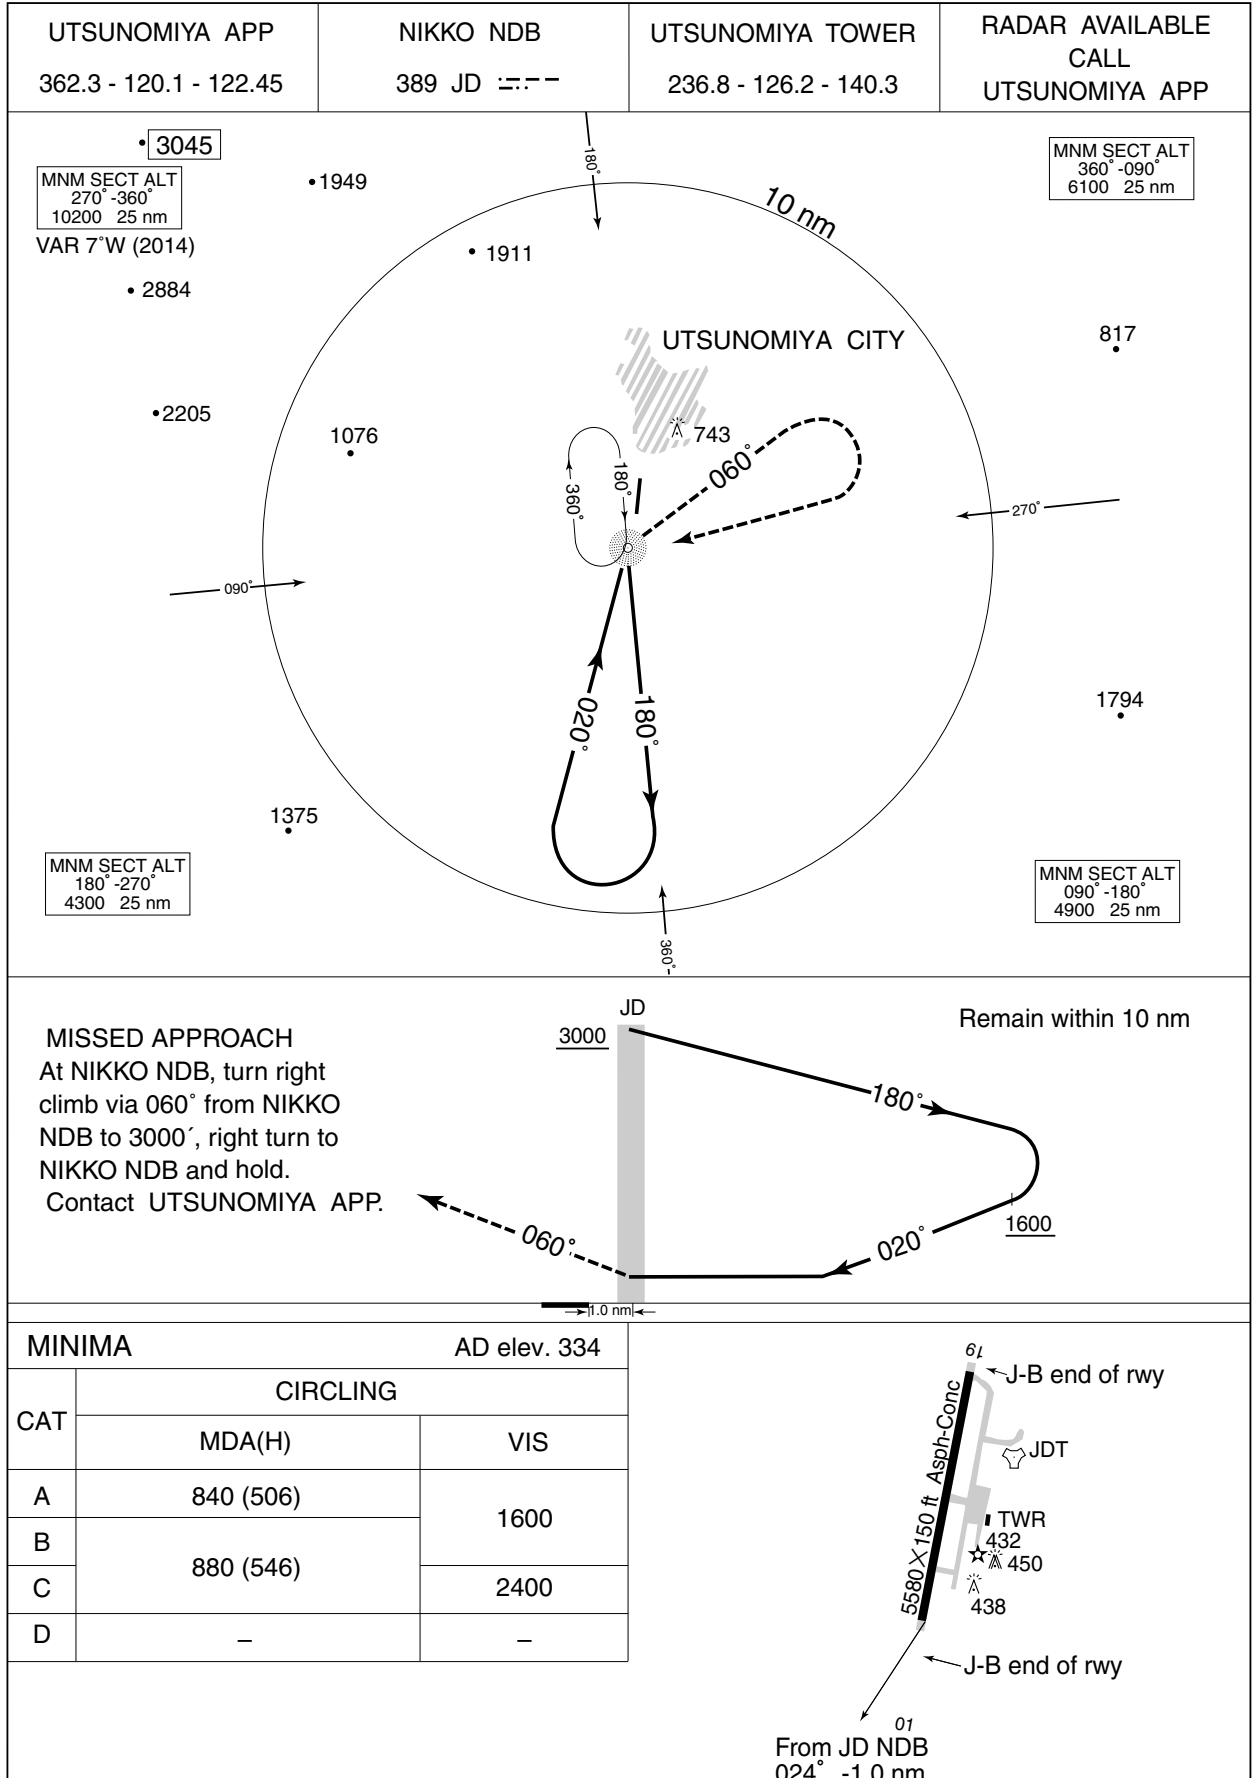 UTSUNOMIYA APP
362.3 - 120.1 - 122.45
NIKKO NDB
389 JD
UTSUNOMIYA TOWER
236.8 - 126.2 - 140.3
RADAR AVAILABLE
CALL
UTSUNOMIYA APP
3045
MNM SECT ALT
270˚-360˚
10200 25 nm
VAR 7˚W (2014)
1949
180˚
10 nm
MNM SECT ALT
360˚-090˚
6100 25 nm
1911
2884
UTSUNOMIYA CITY
817
2205
1076
743
060˚
360˚
180˚
270˚
090˚
020˚
180˚
1794
1375
MNM SECT ALT
180˚-270˚
4300 25 nm
MNM SECT ALT
090˚-180˚
4900 25 nm
360˚
MISSED APPROACH
At NIKKO NDB, turn right
climb via 060˚ from NIKKO
NDB to 3000´, right turn to
NIKKO NDB and hold.
Contact UTSUNOMIYA APP.
JD
3000
Remain within 10 nm
180˚
1600
020˚
060˚
1.0 nm
MINIMA
AD elev. 334
CAT
CIRCLING
MDA(H)
VIS
A
840 (506)
1600
B
880 (546)
C
2400
D
–
–
19
J-B end of rwy
5580×150 ft Asph-Conc
JDT
TWR
432
450
438
J-B end of rwy
01
From JD NDB
024˚ -1.0 nm